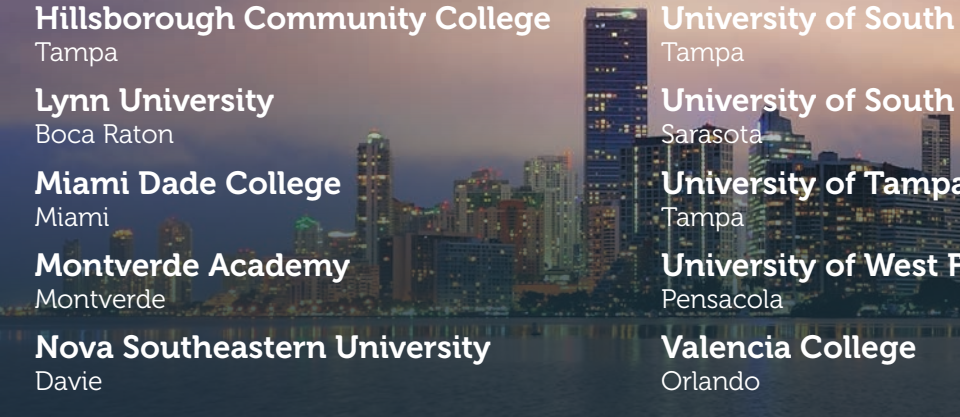 Hillsborough Community College
Tampa
Lynn University
Boca Raton
Miami Dade College
Miami
Montverde Academy
Montverde
Nova Southeastern University
Davie
University of South
Tampa
University of South
Sarasota
University of Tampa
Tampa
University of West F
Pensacola
Valencia College
Orlando